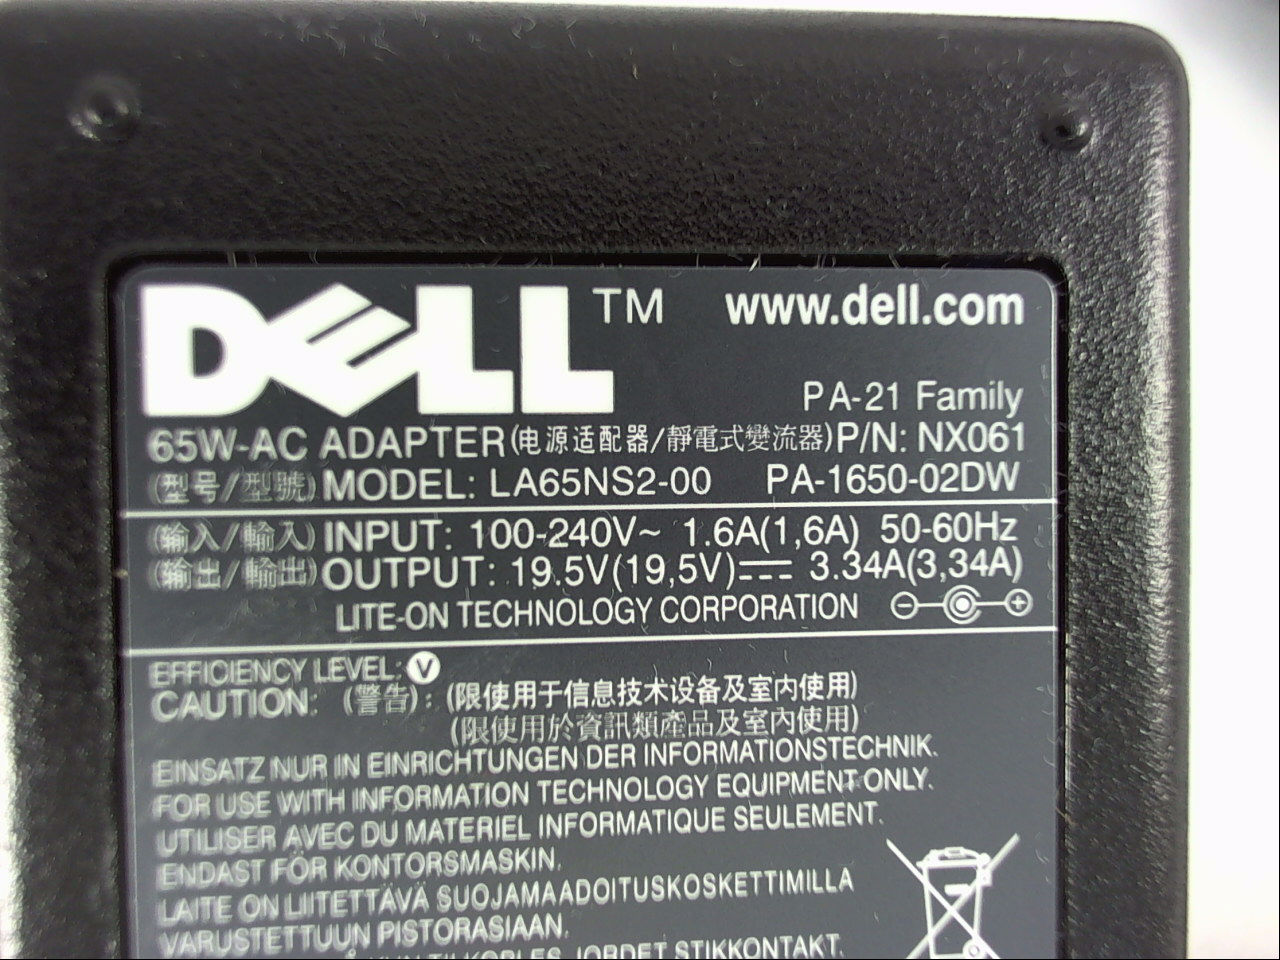 DELL™ www.dell.com
PA-21 Family
65W-AC ADAPTER(电源适配器/靜電式變流器)P/N: NX061
(型号/型號)MODEL: LA65NS2-00 PA-1650-02DW
(输入/輸入)INPUT: 100-240V~ 1.6A(1,6A) 50-60Hz
(输出/輸出)OUTPUT: 19.5V(19,5V)⎓ 3.34A(3,34A)
LITE-ON TECHNOLOGY CORPORATION
EFFICIENCY LEVEL: V
CAUTION: (警告): (限使用于信息技术设备及室内使用)
(限使用於資訊類產品及室內使用)
EINSATZ NUR IN EINRICHTUNGEN DER INFORMATIONSTECHNIK.
FOR USE WITH INFORMATION TECHNOLOGY EQUIPMENT ONLY.
UTILISER AVEC DU MATERIEL INFORMATIQUE SEULEMENT.
ENDAST FÖR KONTORSMASKIN.
LAITE ON LIITETTÄVÄ SUOJAMAADOITUSKOSKETTIMILLA
VARUSTETTUUN PISTORASIAAN.
KUN TILKOPLES JORDET STIKKONTAKT.